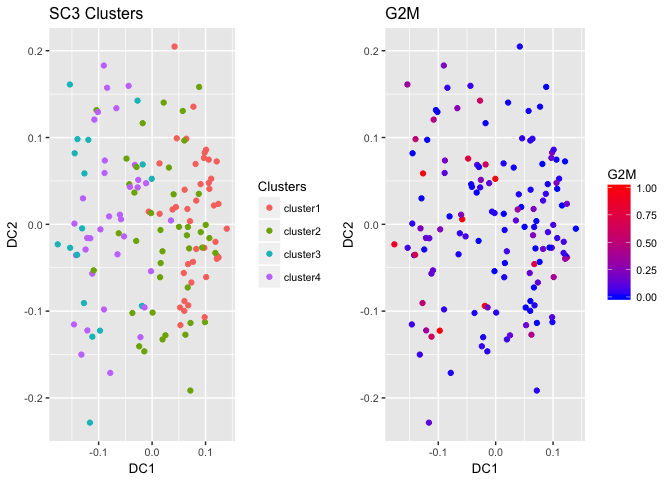 SC3 Clusters
0.2
0.1
0.0
-0.1
-0.2
DC2
-0.1 0.0 0.1
DC1
Clusters
cluster1
cluster2
cluster3
cluster4
G2M
0.2
0.1
0.0
-0.1
-0.2
DC2
-0.1 0.0 0.1
DC1
G2M
1.00
0.75
0.50
0.25
0.00